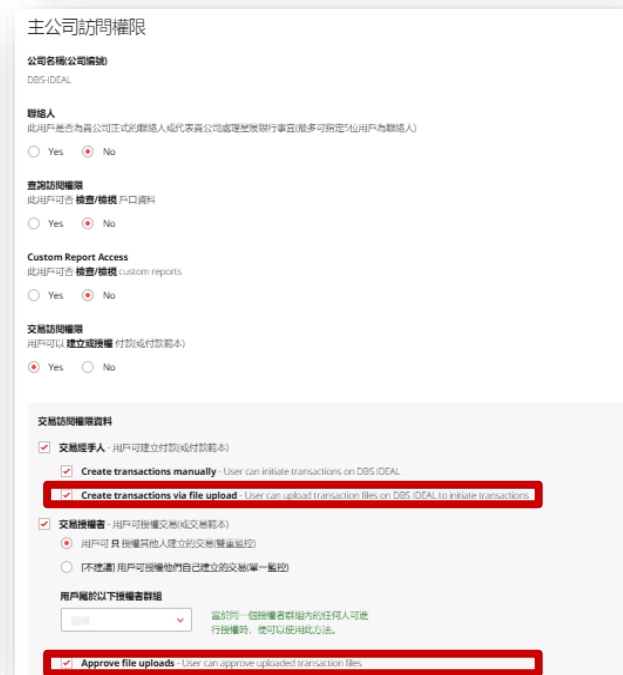 主公司訪問權限
公司名稱(公司編號)
DBS-IDEAL
聯絡人
此用戶是否為貴公司正式的聯絡人或代表貴公司處理星展銀行事宜(最多可指定5位用戶為聯絡人)
Yes No
查詢訪問權限
此用戶可否 檢查/檢視 戶口資料
Yes No
Custom Report Access
此用戶可否 檢查/檢視 custom reports
Yes No
交易訪問權限
用戶可以 建立或授權 付款(或付款範本)
Yes No
交易訪問權限資料
交易經手人 - 用戶可建立付款(或付款範本)
Create transactions manually - User can initiate transactions on DBS IDEAL
Create transactions via file upload - User can upload transaction files on DBS IDEAL to initiate transactions
交易授權者 - 用戶可授權交易(或交易範本)
用戶可 只 授權其他人建立的交易(雙重監控)
[不建議] 用戶可授權他們自己建立的交易(單一監控)
用戶屬於以下授權者群組
當於同一個授權者群組內的任何人可進
行授權時，便可以使用此方法。
Approve file uploads - User can approve uploaded transaction files